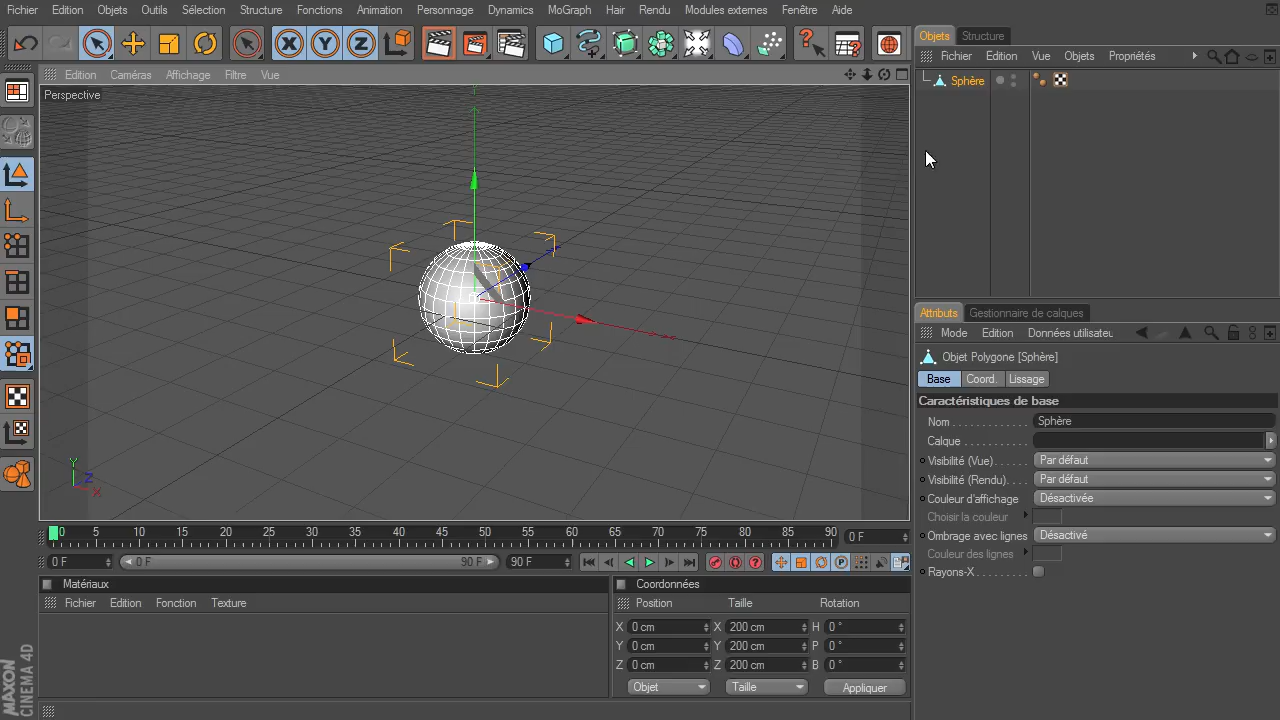 Fichier Edition Objets Outils Sélection Structure Fonctions Animation Personnage Dynamics MoGraph Hair Rendu Modules externes Fenêtre Aide
Objets Structure
Fichier Edition Vue Objets Propriétés
Sphère
Edition Caméras Affichage Filtre Vue
Perspective
Y
Y
Z
X
Attributs Gestionnaire de calques
Mode Edition Données utilisateu
Objet Polygone [Sphère]
Base Coord. Lissage
Caractéristiques de base
Nom Sphère
Calque
Visibilité (Vue) Par défaut
Visibilité (Rendu) Par défaut
Couleur d'affichage Désactivée
Choisir la couleur
Ombrage avec lignes Désactivé
Couleur des lignes
Rayons-X
0 5 10 15 20 25 30 35 40 45 50 55 60 65 70 75 80 85 90 0 F
0 F 0 F 90 F 90 F
Matériaux
Fichier Edition Fonction Texture
Coordonnées
Position Taille Rotation
X 0 cm X 200 cm H 0 °
Y 0 cm Y 200 cm P 0 °
Z 0 cm Z 200 cm B 0 °
Objet Taille Appliquer
MAXON
CINEMA 4D